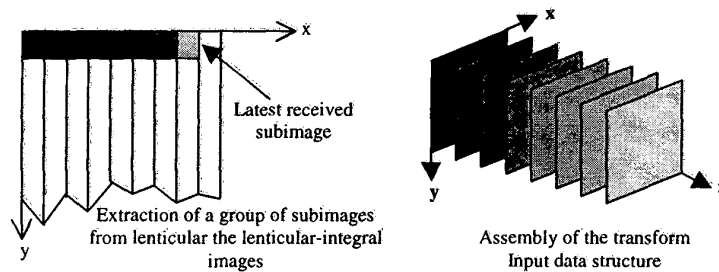 x
Latest received
subimage
y
Extraction of a group of subimages
from lenticular the lenticular-integral
images
x
y
Assembly of the transform
Input data structure